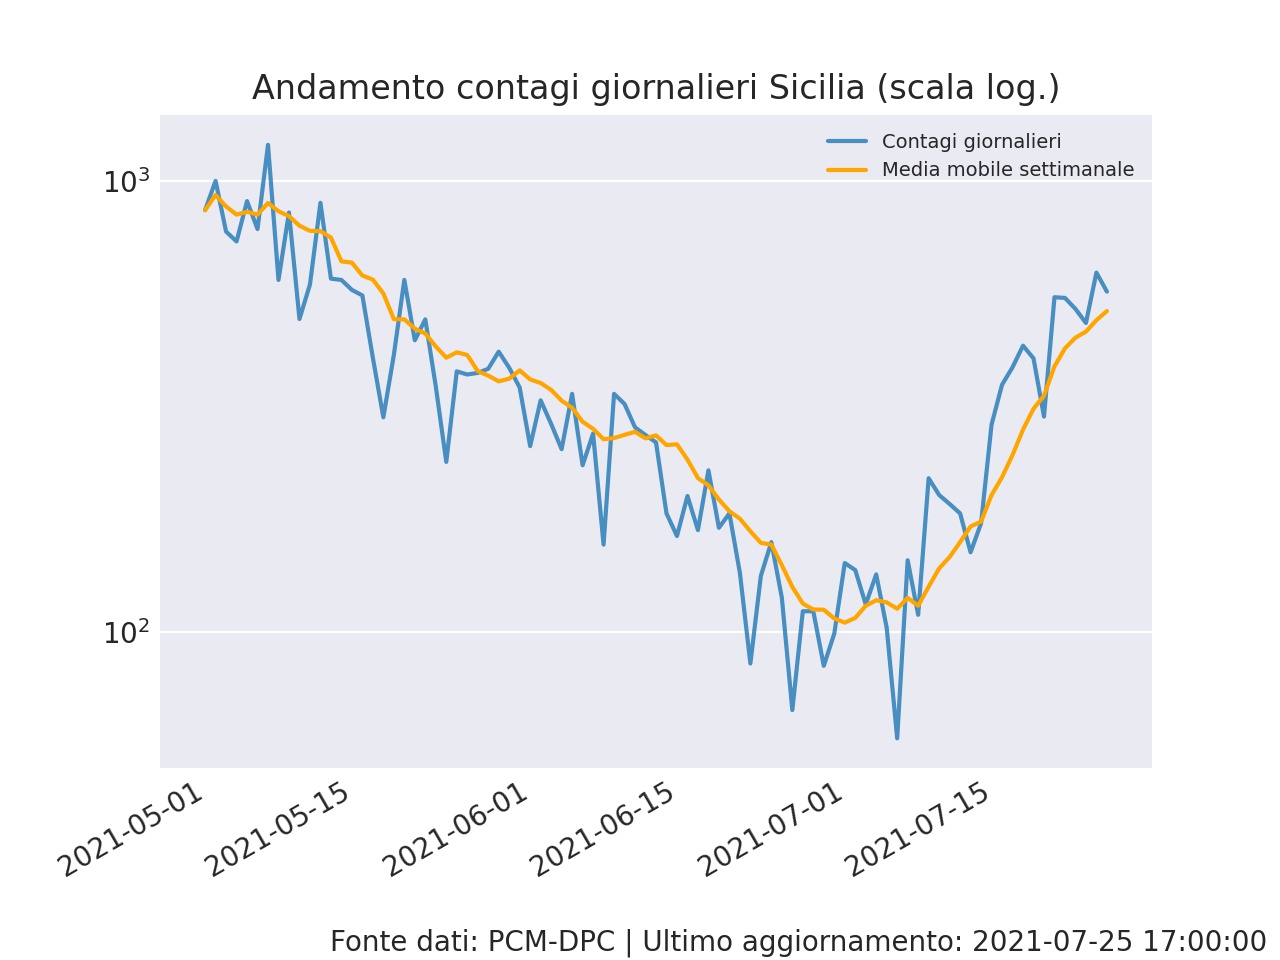 Andamento contagi giornalieri Sicilia (scala log.)
Contagi giornalieri
Media mobile settimanale
10³
10²
2021-05-01
2021-05-15
2021-06-01
2021-06-15
2021-07-01
2021-07-15
Fonte dati: PCM-DPC | Ultimo aggiornamento: 2021-07-25 17:00:00